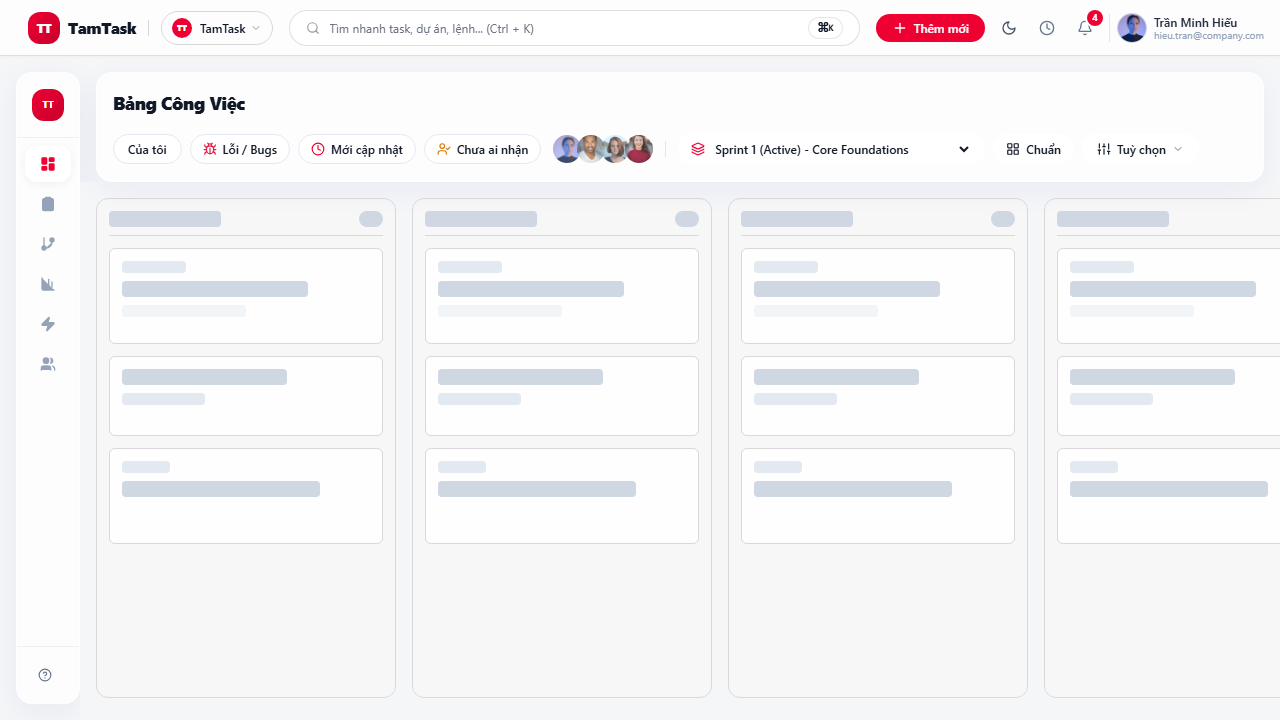 TT TamTask
TT TamTask
Tìm nhanh task, dự án, lệnh... (Ctrl + K)
⌘K
Thêm mới
4
Trần Minh Hiếu
hieu.tran@company.com
TT
Bảng Công Việc
Của tôi
Lỗi / Bugs
Mới cập nhật
Chưa ai nhận
Sprint 1 (Active) - Core Foundations
Chuẩn
Tuỳ chọn